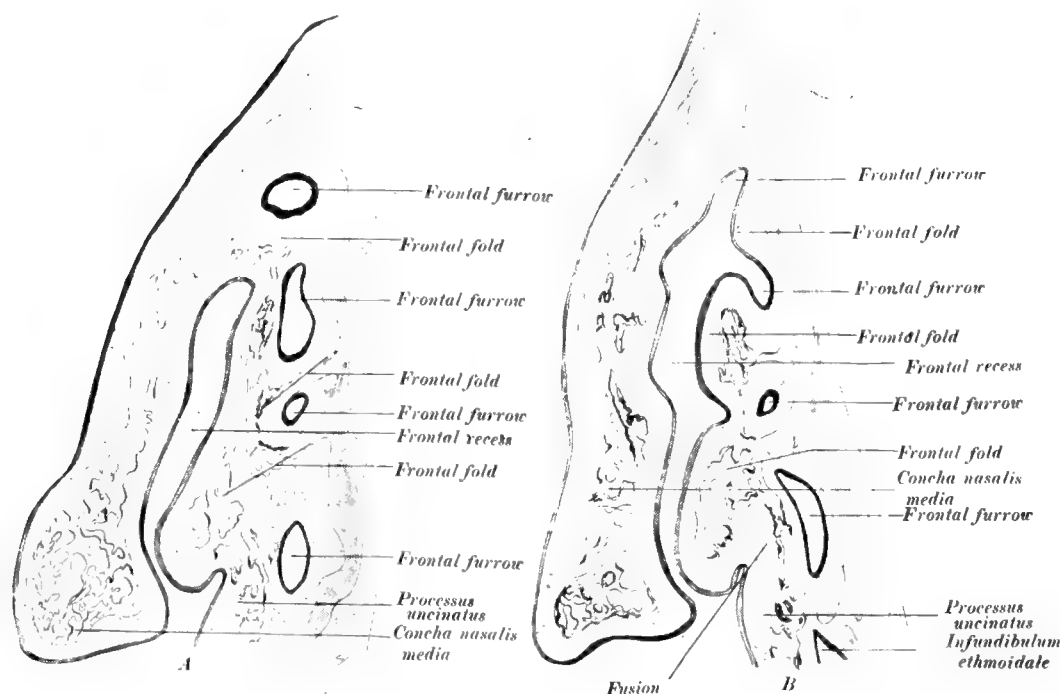 Frontal furrow
Frontal fold
Frontal furrow
Frontal fold
Frontal furrow
Frontal recess
Frontal fold
Frontal furrow
Processus
uncinatus
Concha nasalis
media
A
Frontal furrow
Frontal fold
Frontal furrow
Frontal fold
Frontal recess
Frontal furrow
Frontal fold
Concha nasalis
media
Frontal furrow
Processus
uncinatus
Infundibulum
ethmoidale
Fusion
B